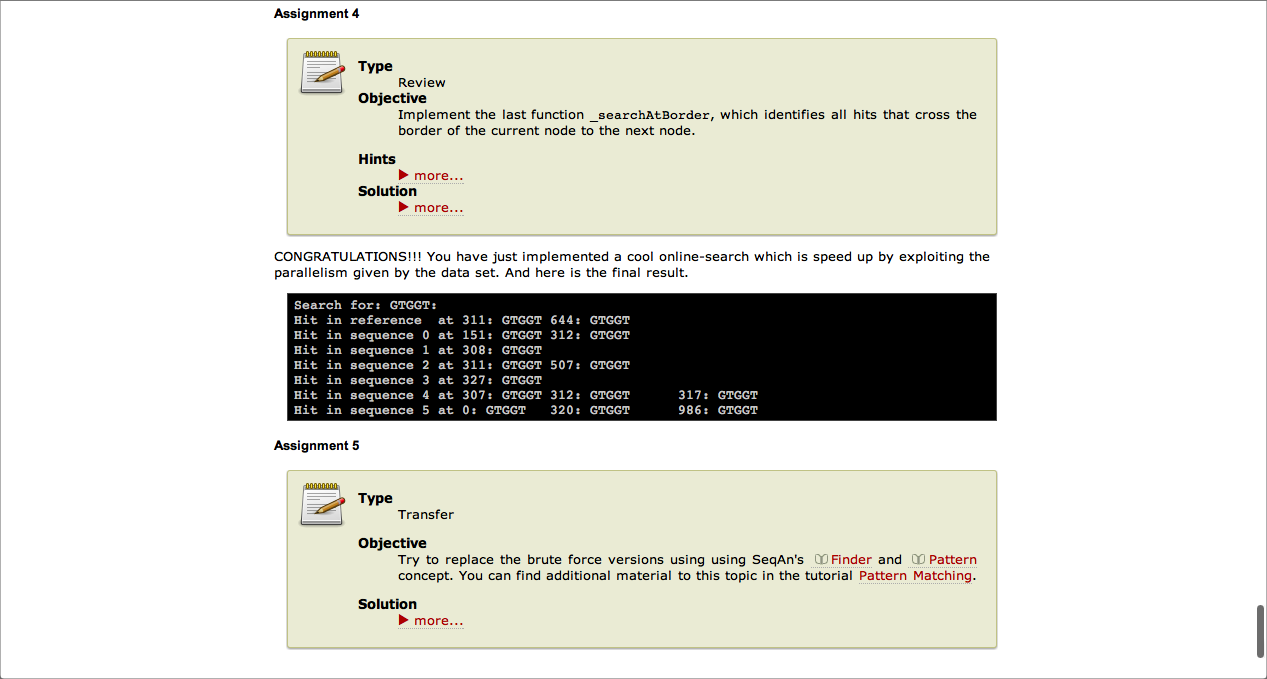 Assignment 4
Type
Review
Objective
Implement the last function _searchAtBorder, which identifies all hits that cross the
border of the current node to the next node.
Hints
▶ more...
Solution
▶ more...
CONGRATULATIONS!!! You have just implemented a cool online-search which is speed up by exploiting the
parallelism given by the data set. And here is the final result.
Search for: GTGGT:
Hit in reference  at 311: GTGGT 644: GTGGT
Hit in sequence 0 at 151: GTGGT 312: GTGGT
Hit in sequence 1 at 308: GTGGT
Hit in sequence 2 at 311: GTGGT 507: GTGGT
Hit in sequence 3 at 327: GTGGT
Hit in sequence 4 at 307: GTGGT 312: GTGGT      317: GTGGT
Hit in sequence 5 at 0: GTGGT   320: GTGGT      986: GTGGT
Assignment 5
Type
Transfer
Objective
Try to replace the brute force versions using using SeqAn's Finder and Pattern
concept. You can find additional material to this topic in the tutorial Pattern Matching.
Solution
▶ more...